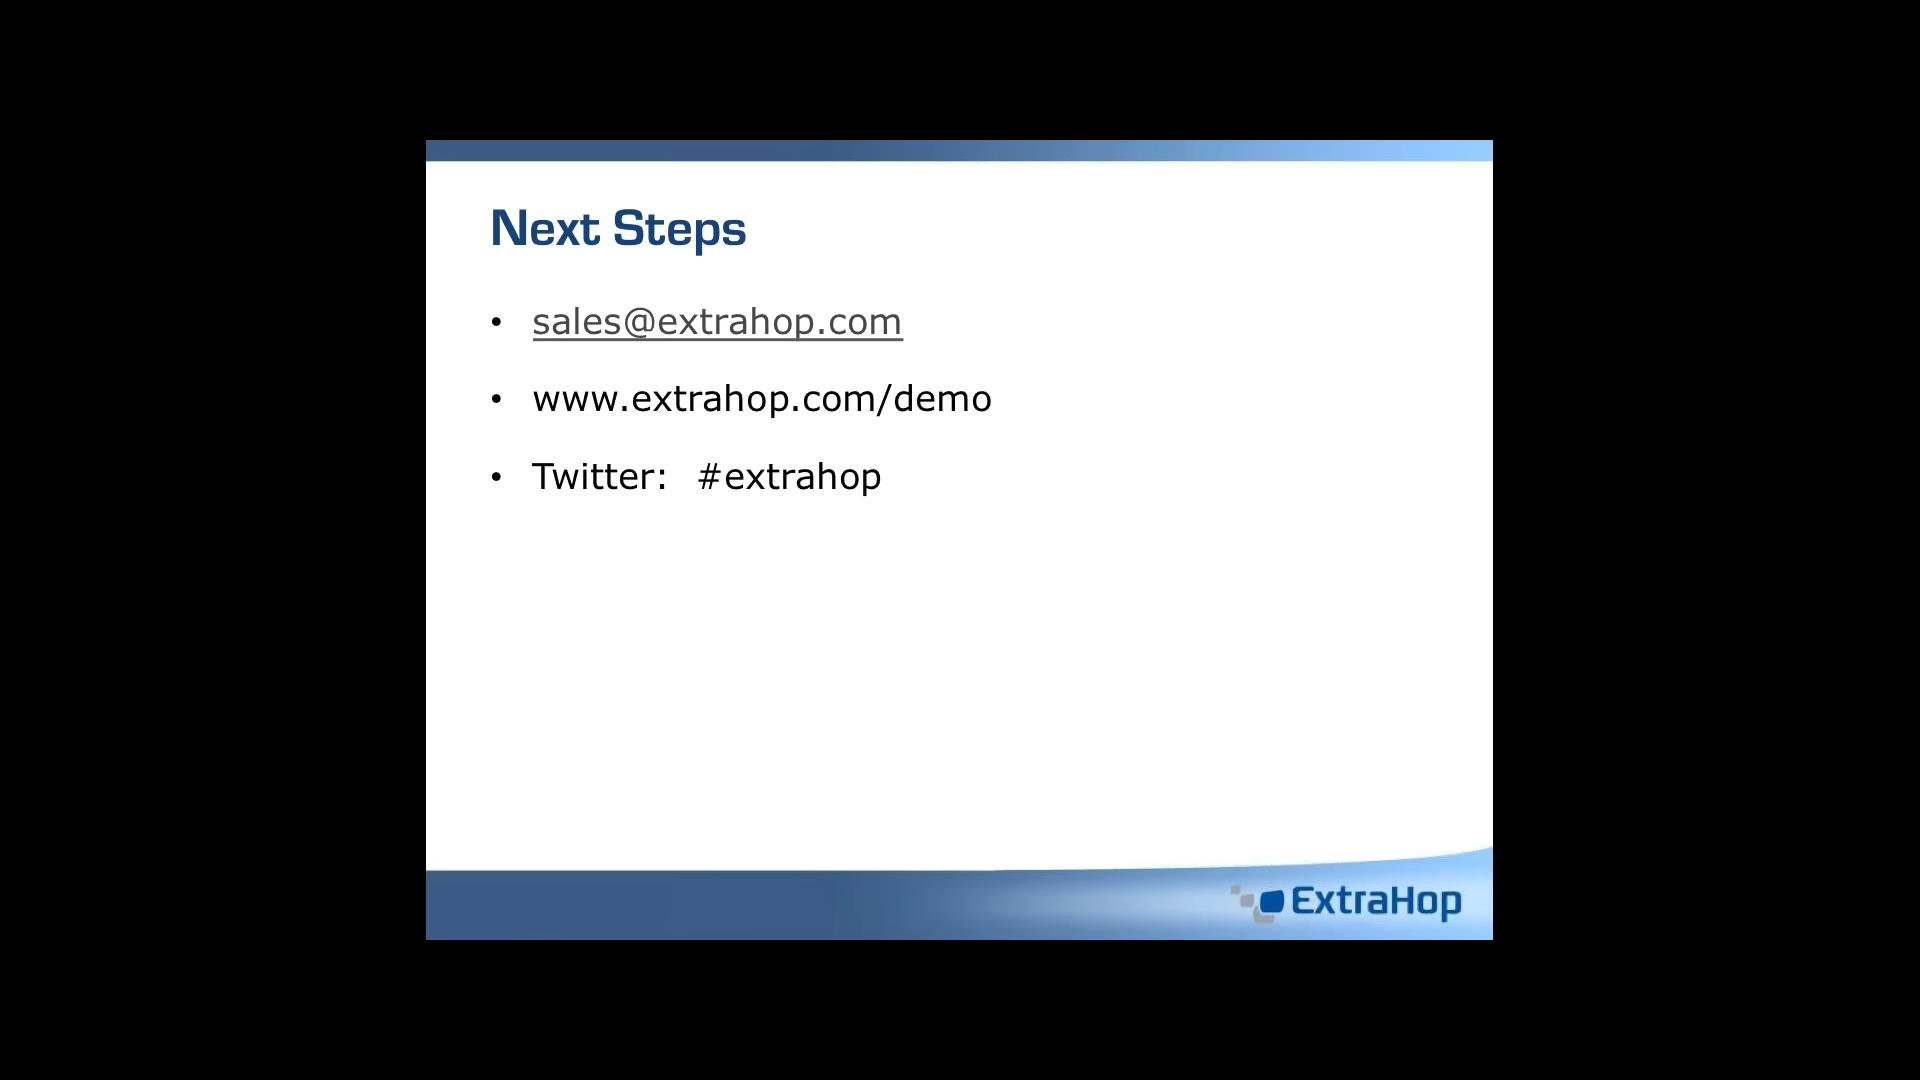 Next Steps
• sales@extrahop.com
• www.extrahop.com/demo
• Twitter: #extrahop
ExtraHop